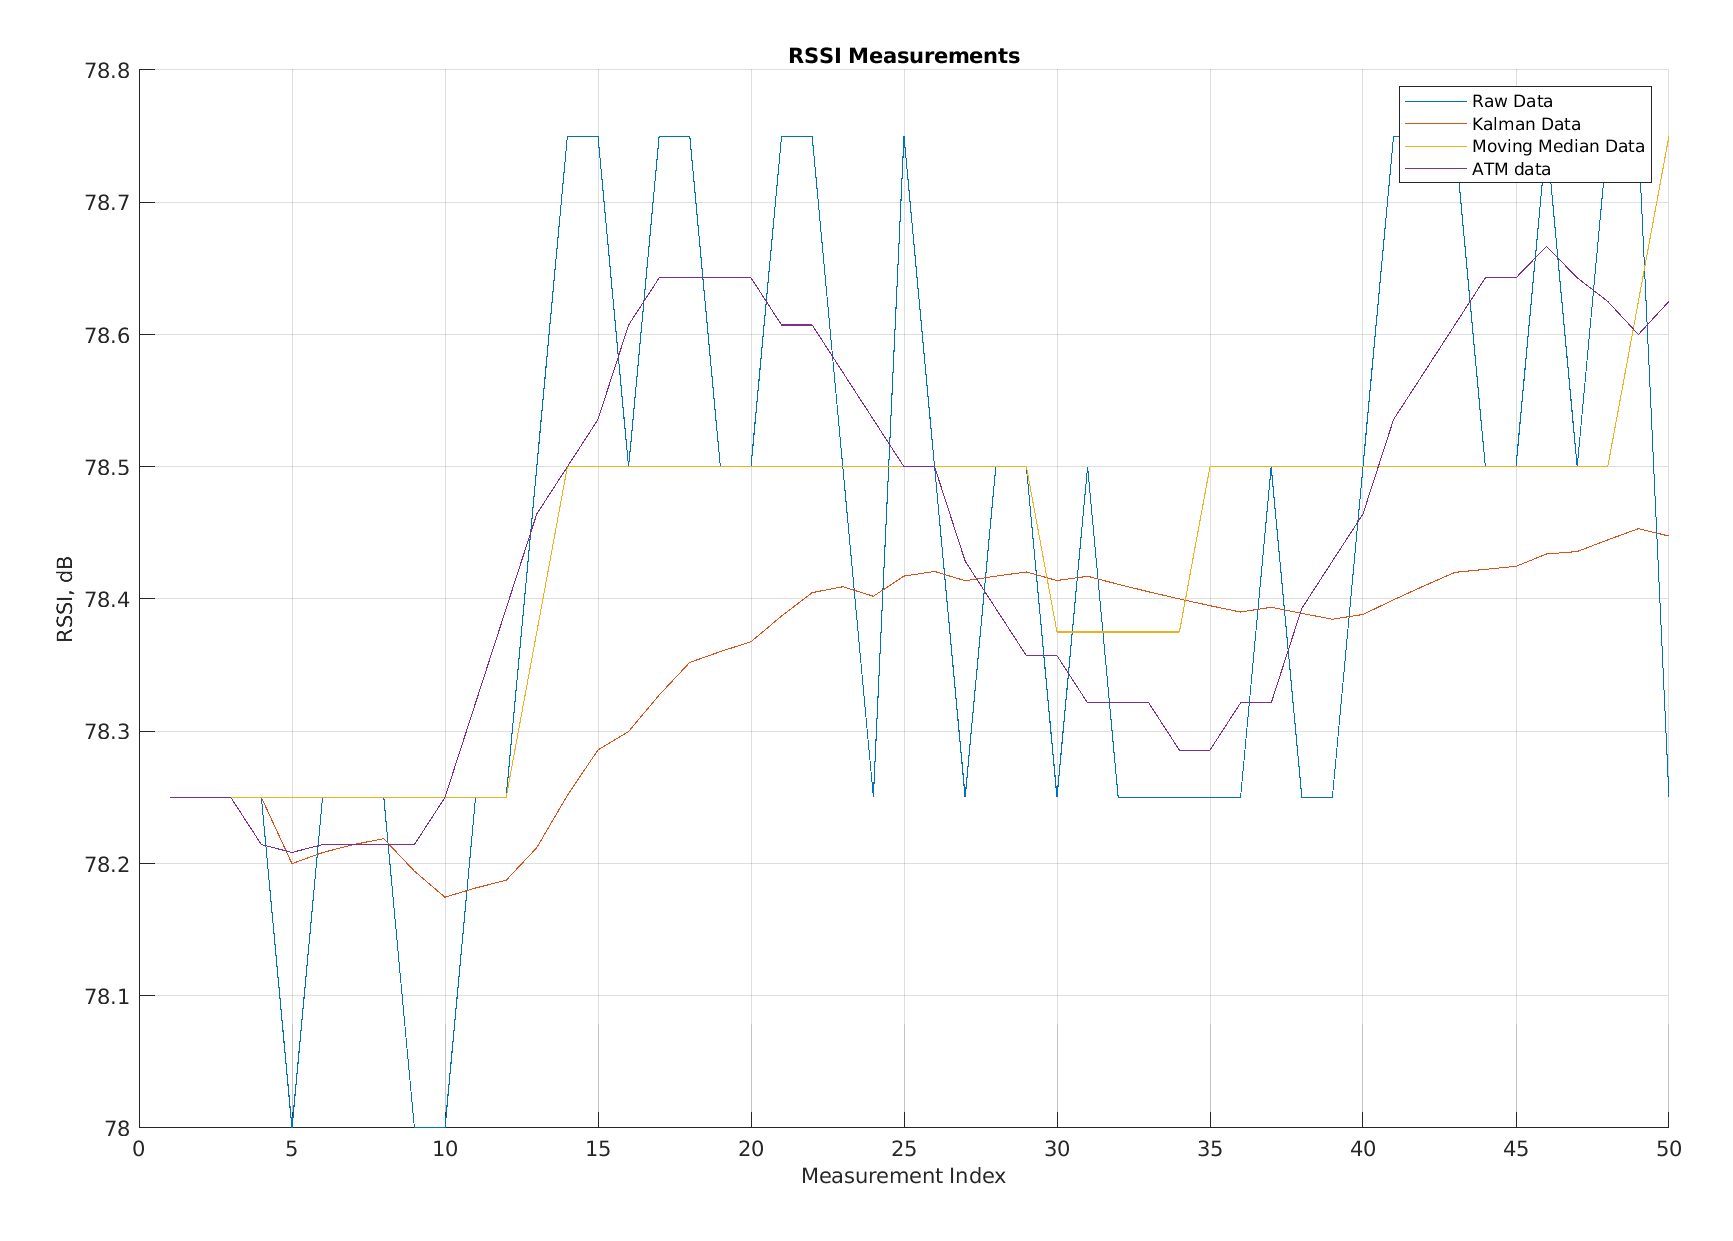 RSSI Measurements
78.8
78.7
78.6
78.5
78.4
78.3
78.2
78.1
78
RSSI, dB
Raw Data
Kalman Data
Moving Median Data
ATM data
0 5 10 15 20 25 30 35 40 45 50
Measurement Index